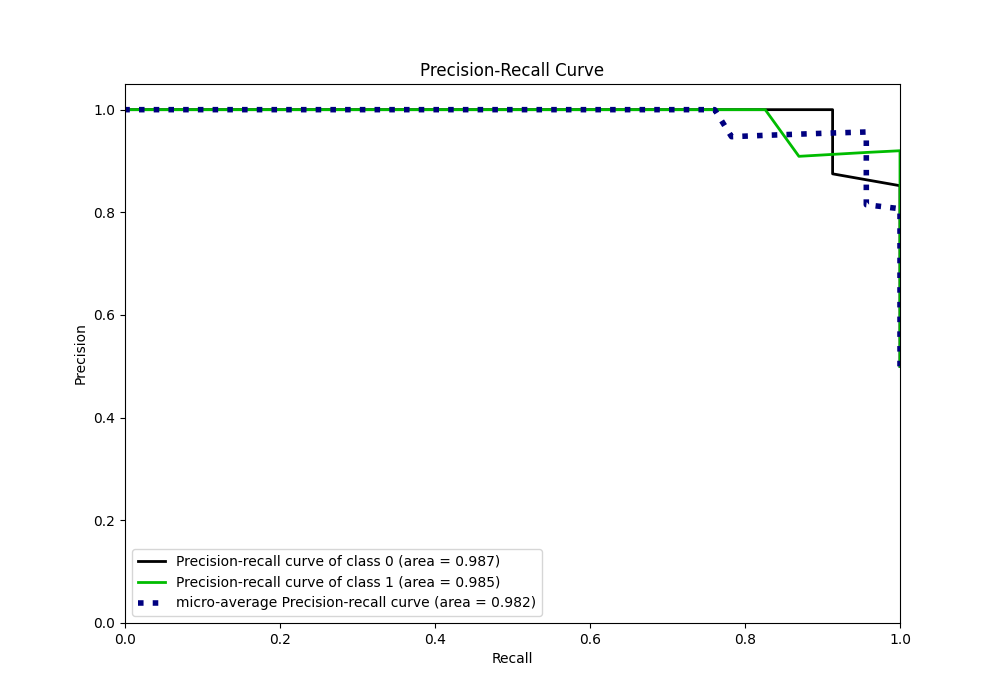 Precision-Recall Curve
1.0
0.8
0.6
0.4
0.2
0.0
Precision
Precision-recall curve of class 0 (area = 0.987)
Precision-recall curve of class 1 (area = 0.985)
micro-average Precision-recall curve (area = 0.982)
0.0 0.2 0.4 0.6 0.8 1.0
Recall